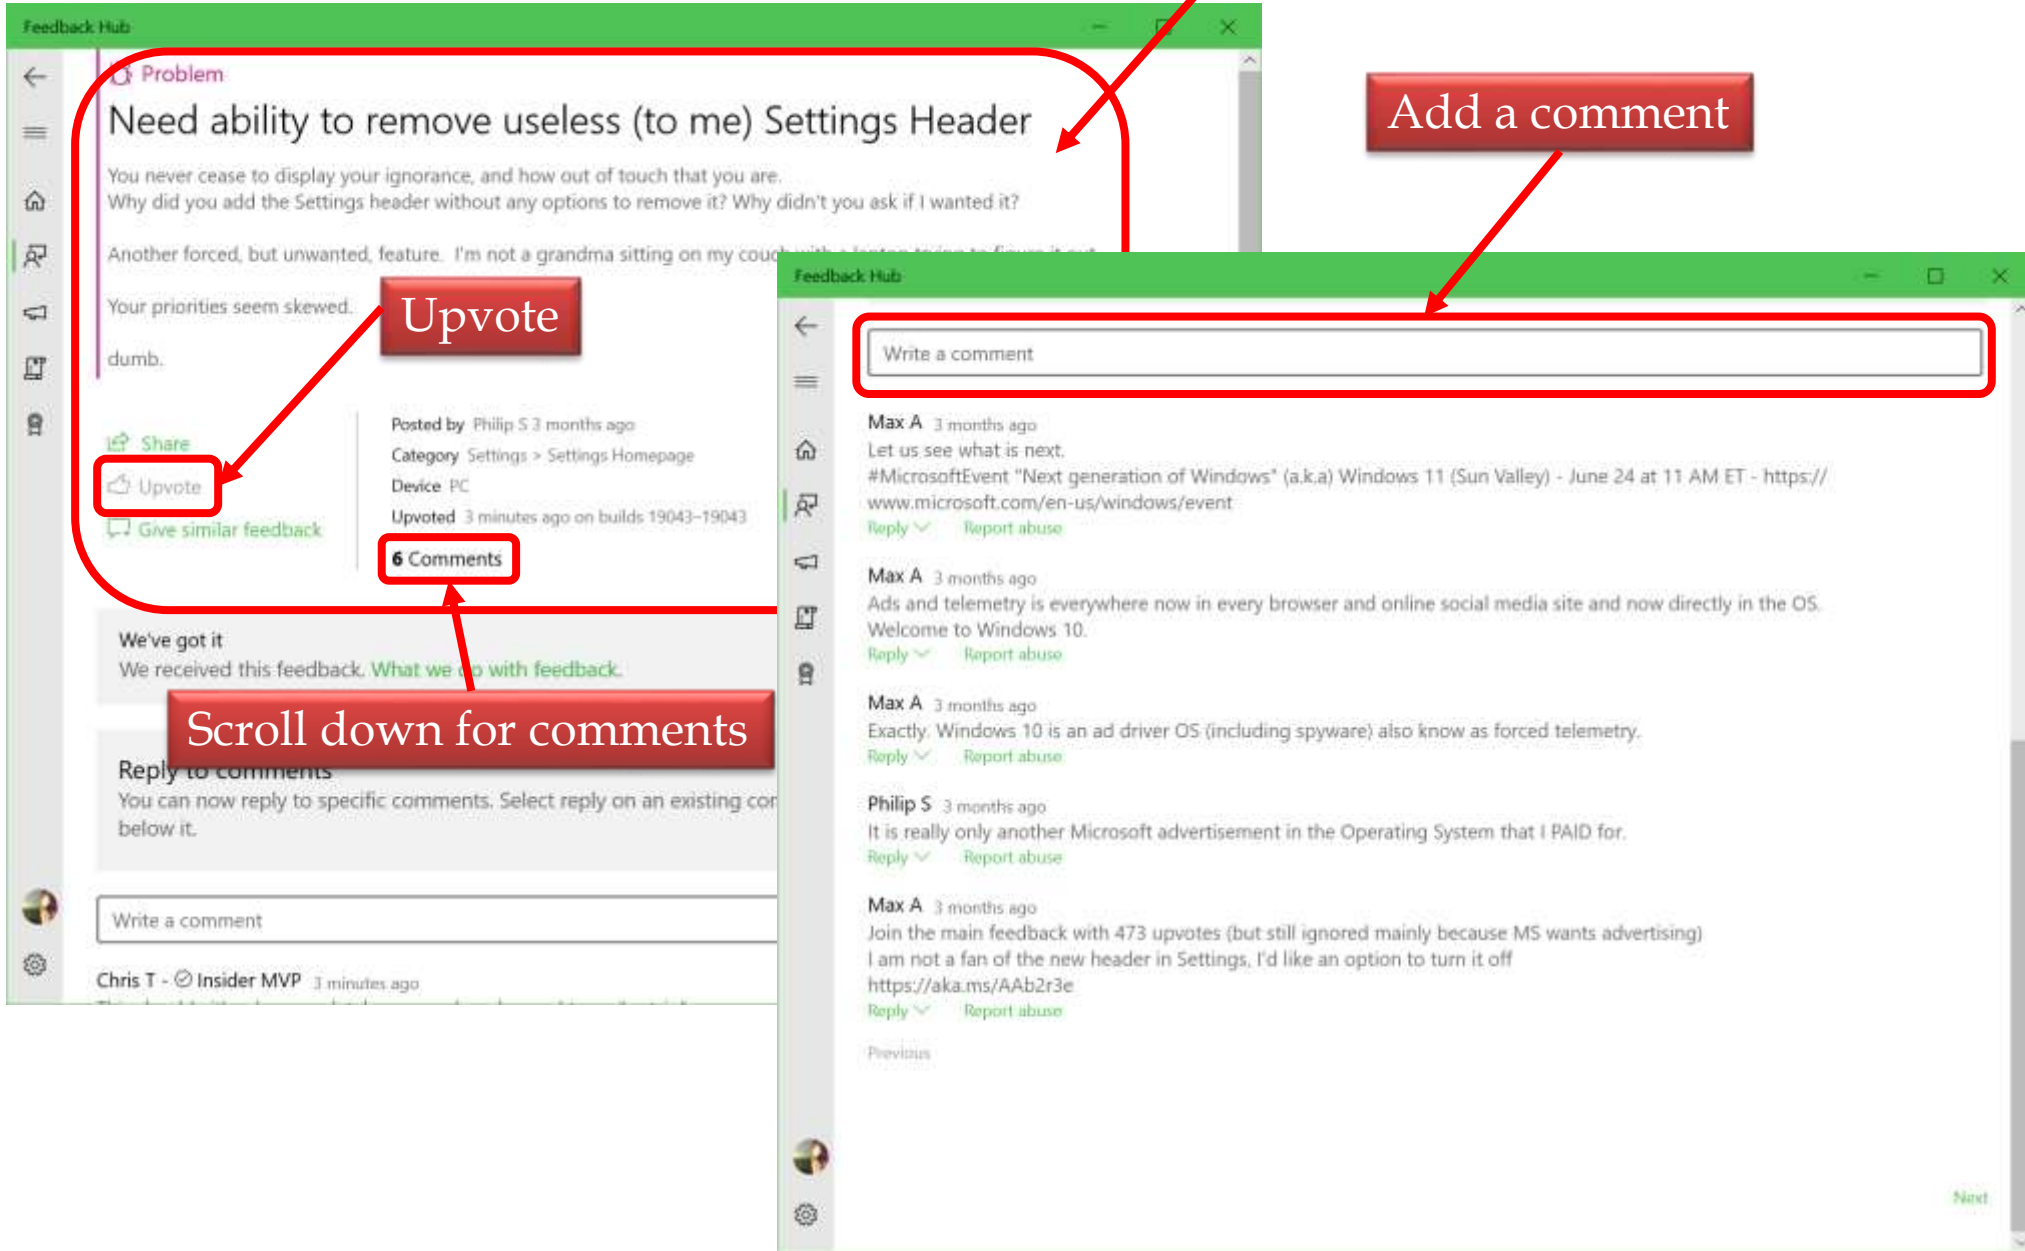 Feedback Hub
Problem
Need ability to remove useless (to me) Settings Header
You never cease to display your ignorance, and how out of touch that you are.
Why did you add the Settings header without any options to remove it? Why didn't you ask if I wanted it?
Another forced, but unwanted, feature. I'm not a grandma sitting on my couch with a laptop trying to figure it out
Your priorities seem skewed.
dumb.
Upvote
Share
Upvote
Give similar feedback
Posted by Philip S 3 months ago
Category Settings > Settings Homepage
Device PC
Upvoted 3 minutes ago on builds 19043–19043
6 Comments
We've got it
We received this feedback. What we do with feedback.
Scroll down for comments
Reply to comments
You can now reply to specific comments. Select reply on an existing
below it.
Write a comment
Chris T - Insider MVP 3 minutes ago
Add a comment
Feedback Hub
Write a comment
Max A 3 months ago
Let us see what is next.
#MicrosoftEvent "Next generation of Windows" (a.k.a) Windows 11 (Sun Valley) - June 24 at 11 AM ET - https://
www.microsoft.com/en-us/windows/event
Reply Report abuse
Max A 3 months ago
Ads and telemetry is everywhere now in every browser and online social media site and now directly in the OS.
Welcome to Windows 10.
Reply Report abuse
Max A 3 months ago
Exactly. Windows 10 is an ad driver OS (including spyware) also know as forced telemetry.
Reply Report abuse
Philip S 3 months ago
It is really only another Microsoft advertisement in the Operating System that I PAID for.
Reply Report abuse
Max A 3 months ago
Join the main feedback with 473 upvotes (but still ignored mainly because MS wants advertising)
I am not a fan of the new header in Settings, I'd like an option to turn it off
https://aka.ms/AAb2r3e
Reply Report abuse
Previous
Next